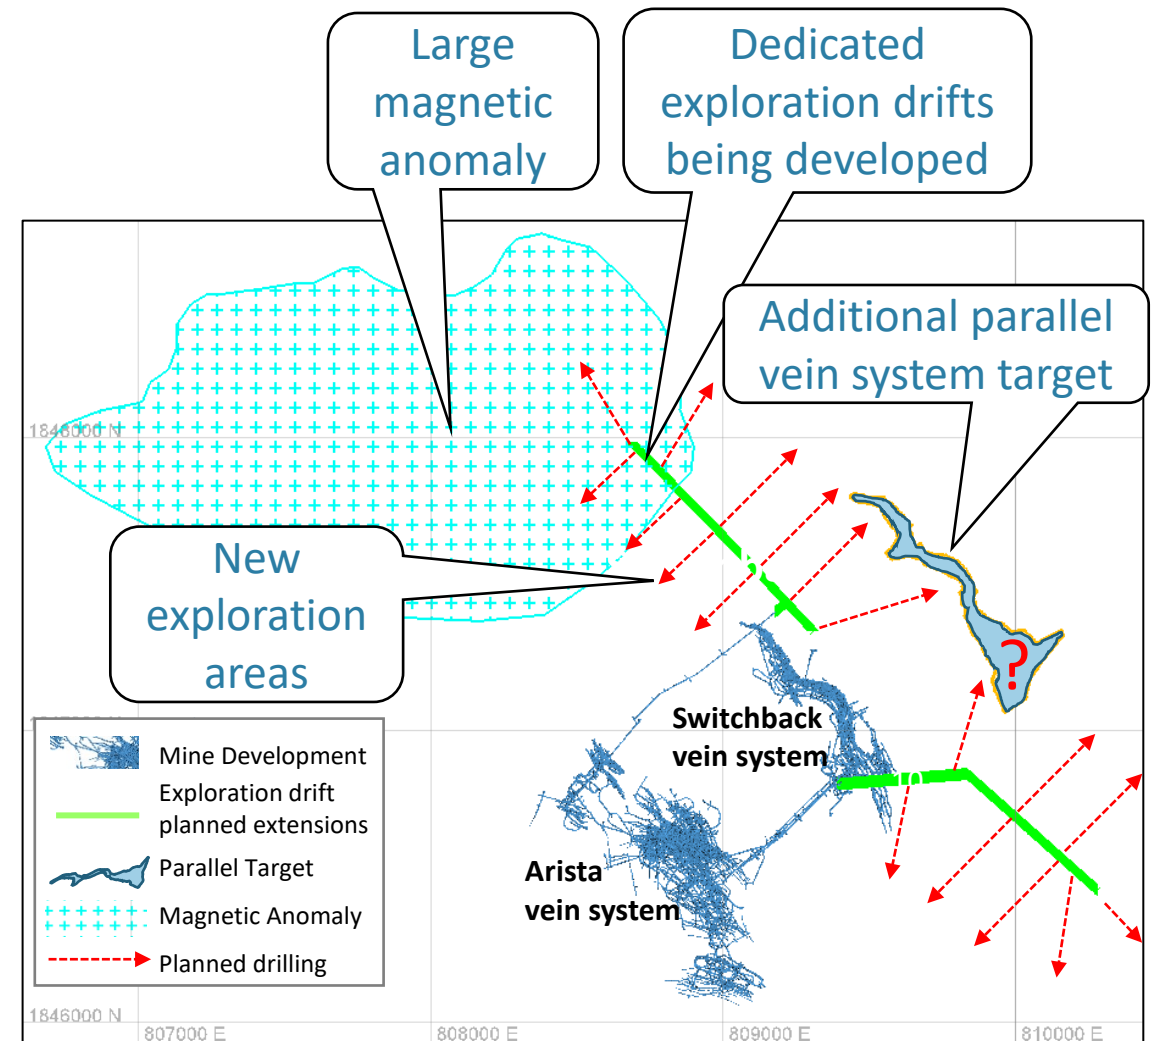 Large
magnetic
anomaly
Dedicated
exploration drifts
being developed
Additional parallel
vein system target
1848000 N
New
exploration
areas
?
Switchback
vein system
10
Arista
vein system
Mine Development
Exploration drift
planned extensions
Parallel Target
Magnetic Anomaly
Planned drilling
1846000 N
807000 E
808000 E
809000 E
810000 E